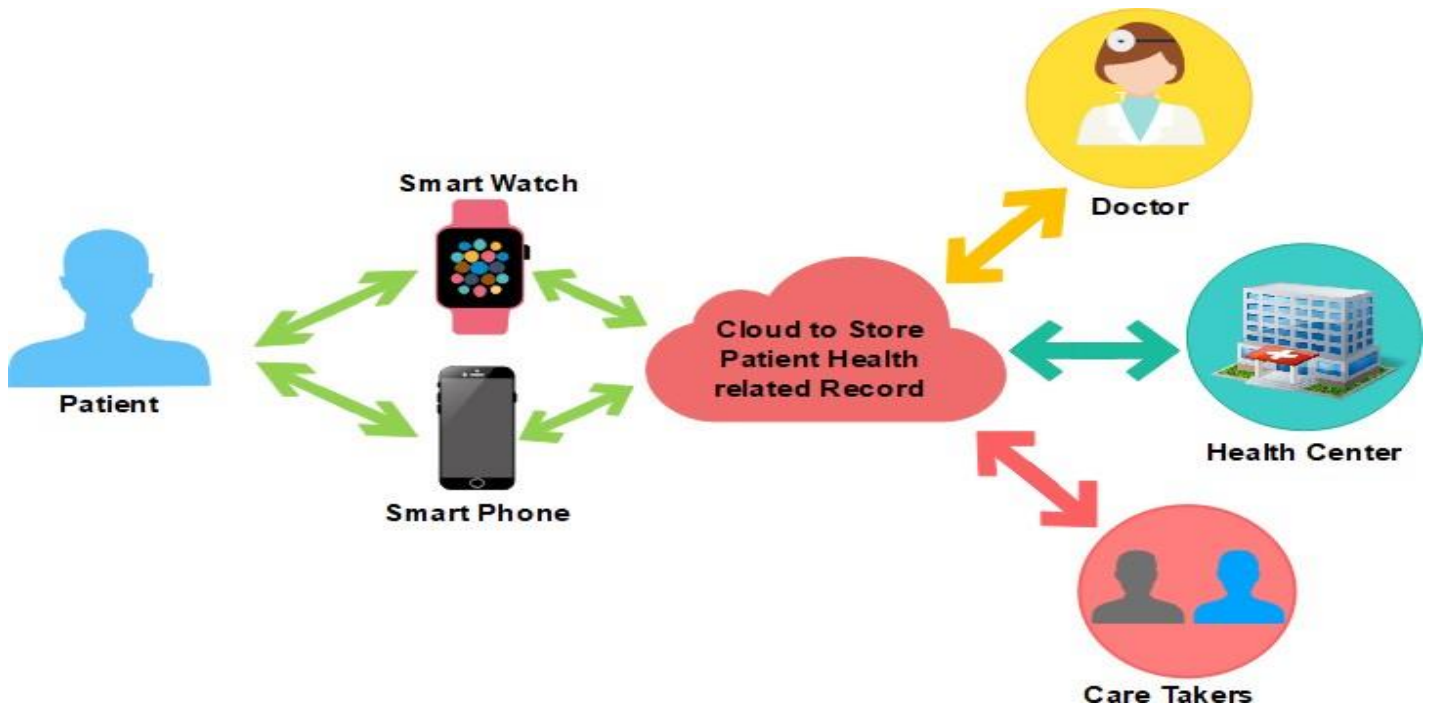 Smart Watch
Patient
Smart Phone
Cloud to Store
Patient Health
related Record
Doctor
Health Center
Care Takers